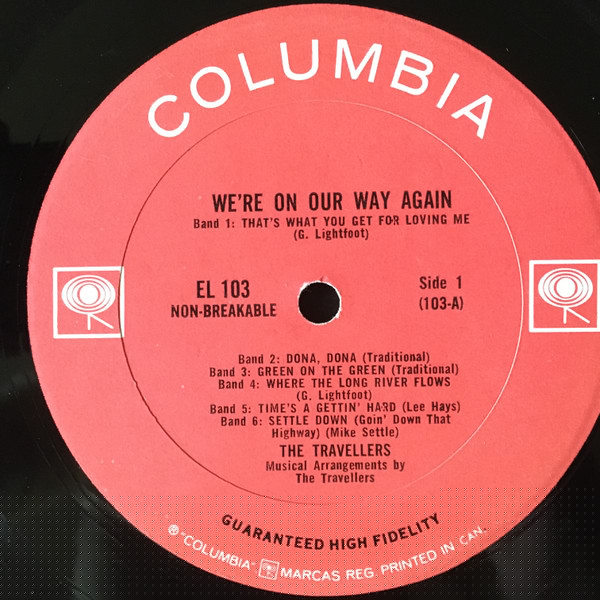 COLUMBIA
WE'RE ON OUR WAY AGAIN
Band 1: THAT'S WHAT YOU GET FOR LOVING ME
(G. Lightfoot)
EL 103
NON-BREAKABLE
Side 1
(103-A)
Band 2: DONA, DONA (Traditional)
Band 3: GREEN ON THE GREEN (Traditional)
Band 4: WHERE THE LONG RIVER FLOWS
(G. Lightfoot)
Band 5: TIME'S A GETTIN' HARD (Lee Hays)
Band 6: SETTLE DOWN (Goin' Down That
Highway) (Mike Settle)
THE TRAVELLERS
Musical Arrangements by
The Travellers
GUARANTEED HIGH FIDELITY
® "COLUMBIA". MARCAS REG. PRINTED IN CAN.